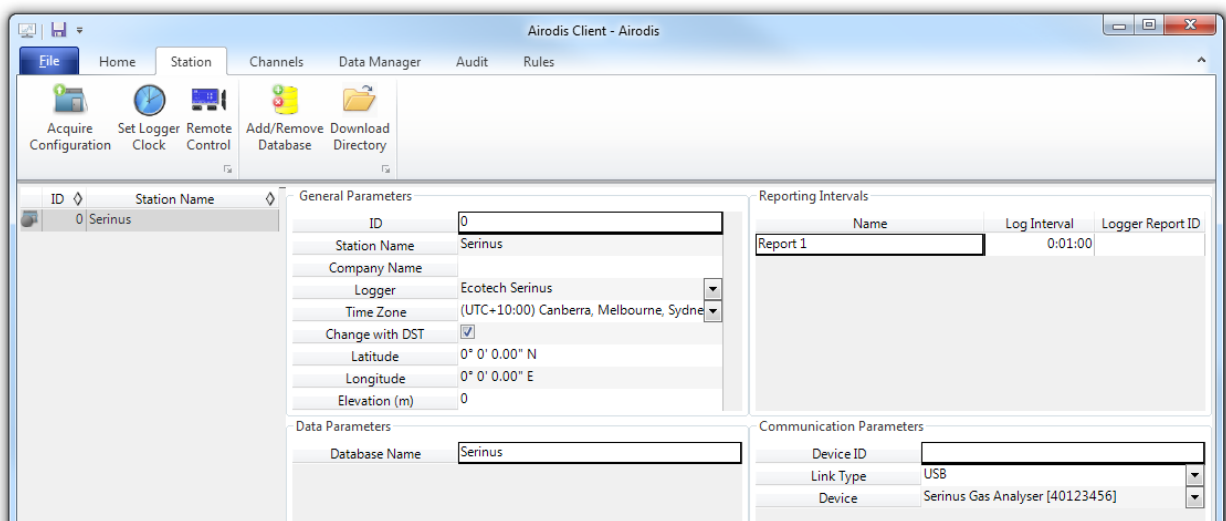 Airodis Client - Airodis
File Home Station Channels Data Manager Audit Rules
Acquire Configuration
Set Logger Clock
Remote Control
Add/Remove Database
Download Directory
ID Station Name
0 Serinus
General Parameters
ID 0
Station Name Serinus
Company Name
Logger Ecotech Serinus
Time Zone (UTC+10:00) Canberra, Melbourne, Sydne
Change with DST
Latitude 0° 0' 0.00" N
Longitude 0° 0' 0.00" E
Elevation (m) 0
Reporting Intervals
Name Log Interval Logger Report ID
Report 1 0:01:00
Data Parameters
Database Name Serinus
Communication Parameters
Device ID
Link Type USB
Device Serinus Gas Analyser [40123456]